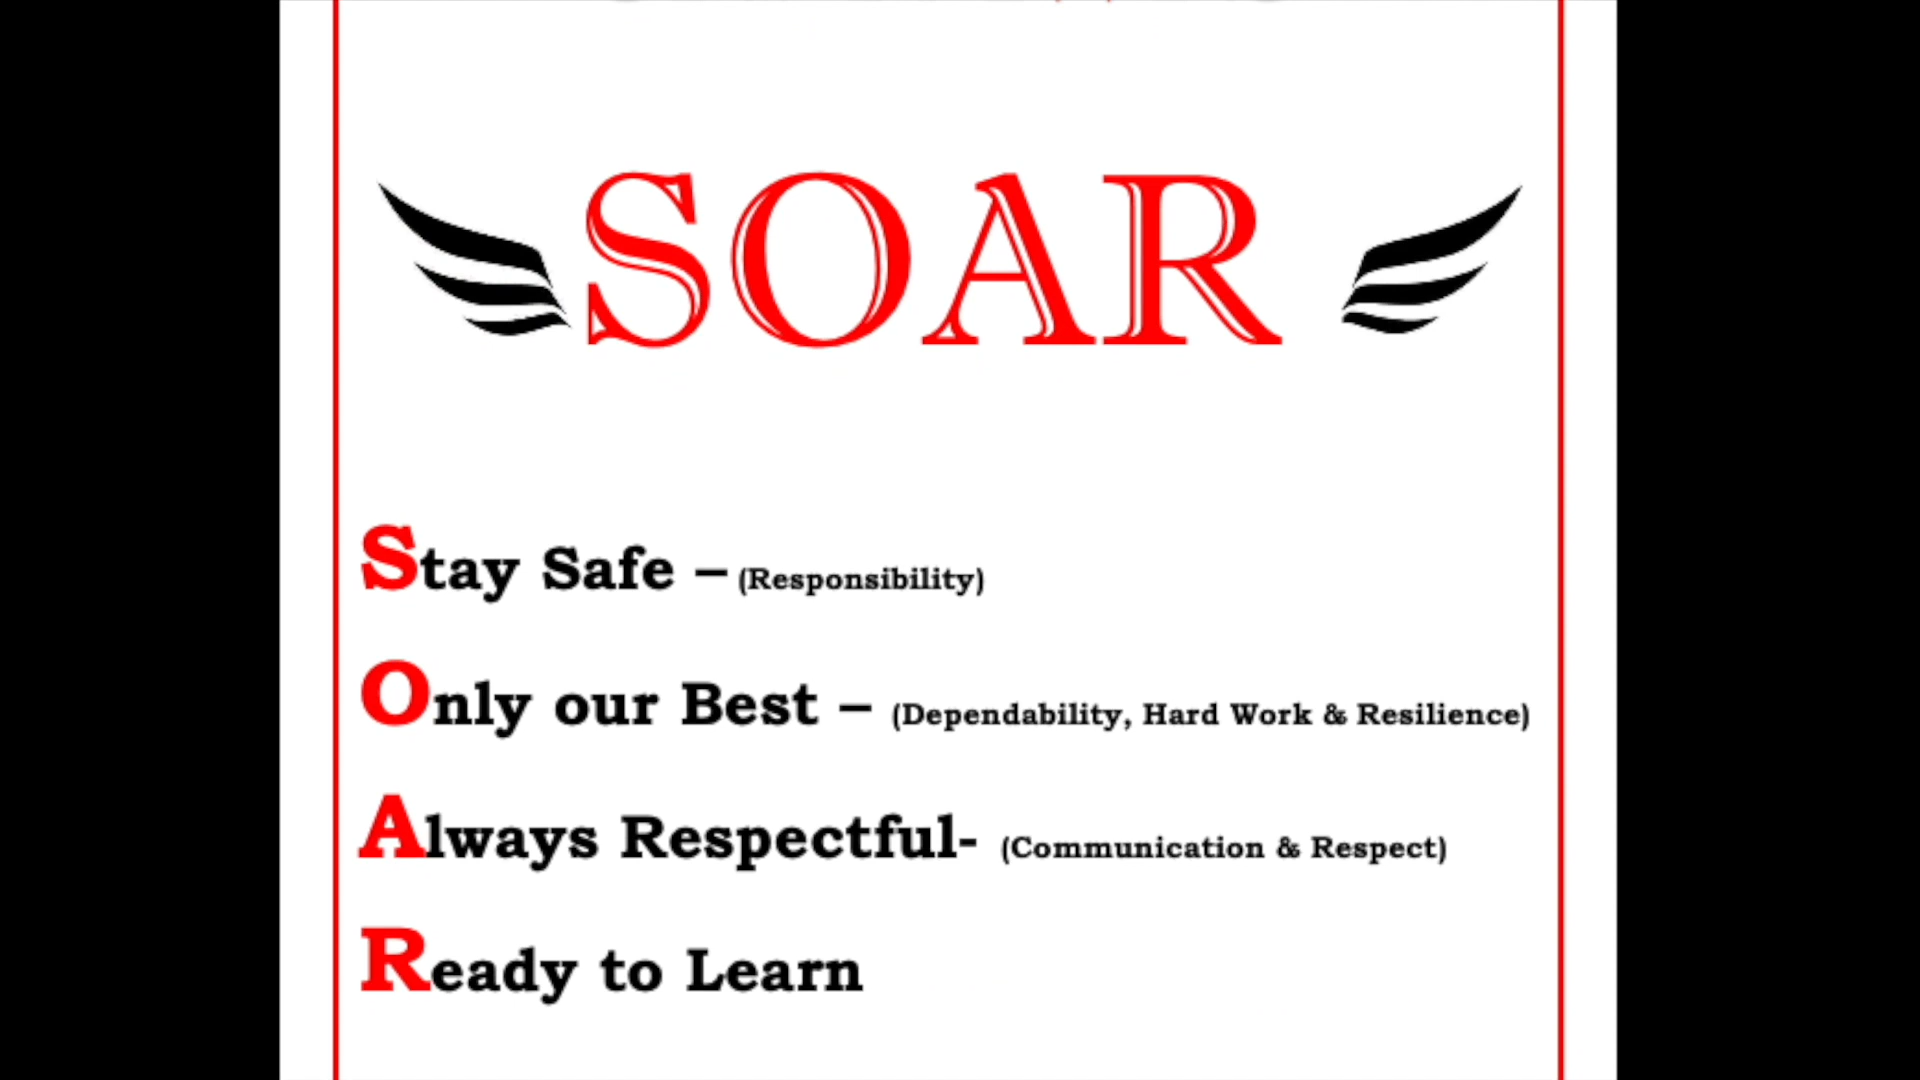 SOAR
Stay Safe – (Responsibility)
Only our Best – (Dependability, Hard Work & Resilience)
Always Respectful- (Communication & Respect)
Ready to Learn